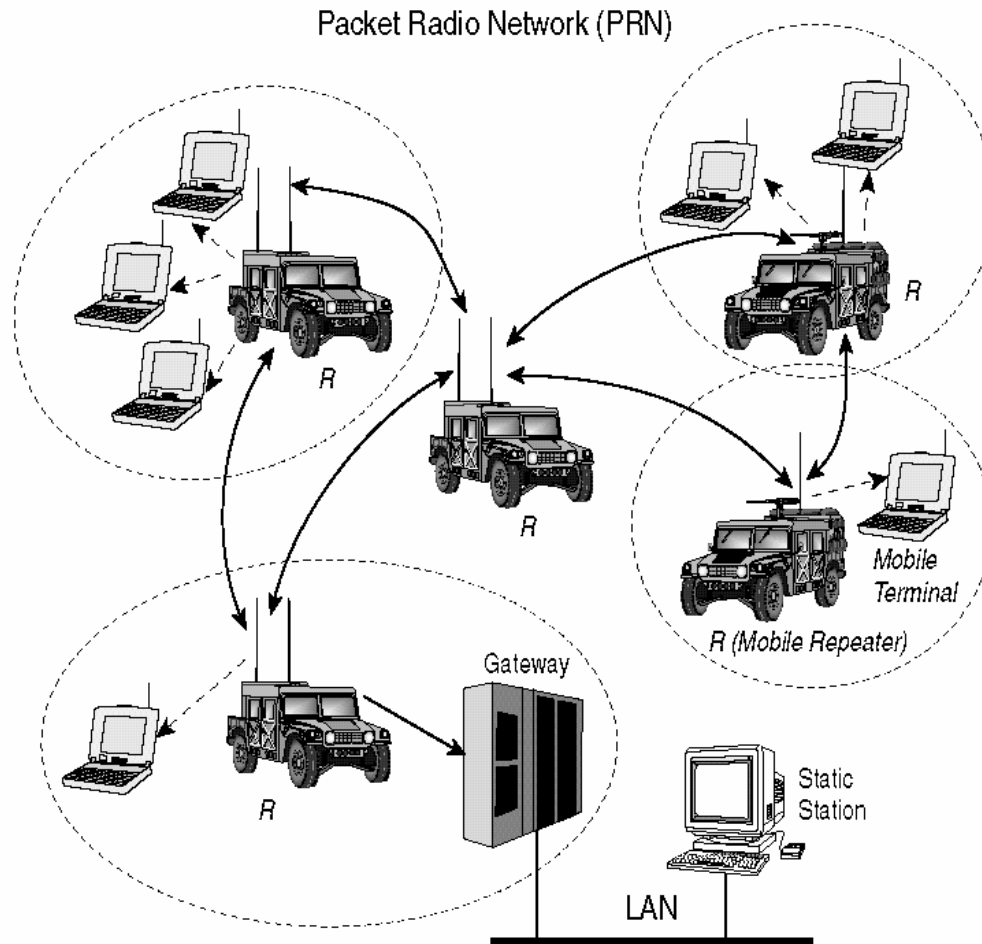 Packet Radio Network (PRN)
R
R
R
Mobile
Terminal
R (Mobile Repeater)
Gateway
R
Static
Station
LAN